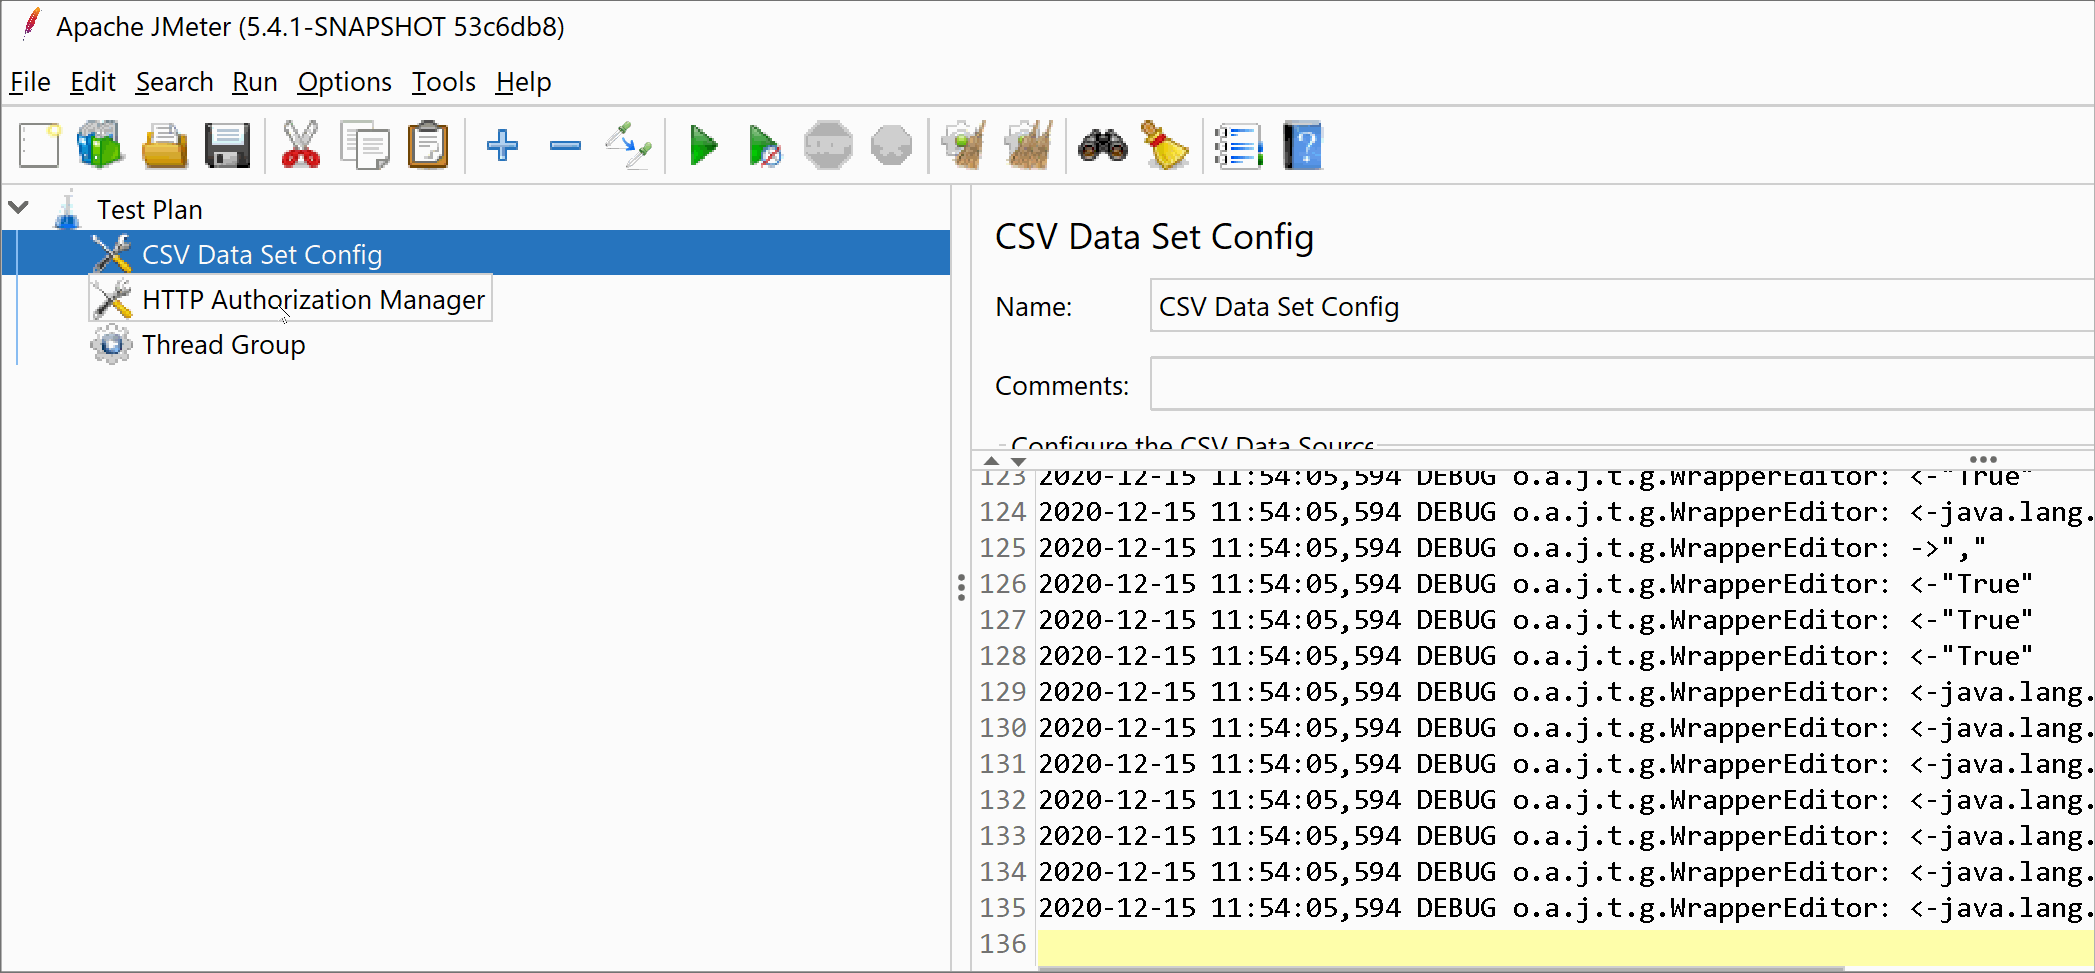 Apache JMeter (5.4.1-SNAPSHOT 53c6db8)
File Edit Search Run Options Tools Help
Test Plan
CSV Data Set Config
HTTP Authorization Manager
Thread Group
CSV Data Set Config
Name: CSV Data Set Config
Comments:
Configure the CSV Data Source
123 2020-12-15 11:54:05,594 DEBUG o.a.j.t.g.WrapperEditor: <-"True"
124 2020-12-15 11:54:05,594 DEBUG o.a.j.t.g.WrapperEditor: <-java.lang.
125 2020-12-15 11:54:05,594 DEBUG o.a.j.t.g.WrapperEditor: ->","
126 2020-12-15 11:54:05,594 DEBUG o.a.j.t.g.WrapperEditor: <-"True"
127 2020-12-15 11:54:05,594 DEBUG o.a.j.t.g.WrapperEditor: <-"True"
128 2020-12-15 11:54:05,594 DEBUG o.a.j.t.g.WrapperEditor: <-"True"
129 2020-12-15 11:54:05,594 DEBUG o.a.j.t.g.WrapperEditor: <-java.lang.
130 2020-12-15 11:54:05,594 DEBUG o.a.j.t.g.WrapperEditor: <-java.lang.
131 2020-12-15 11:54:05,594 DEBUG o.a.j.t.g.WrapperEditor: <-java.lang.
132 2020-12-15 11:54:05,594 DEBUG o.a.j.t.g.WrapperEditor: <-java.lang.
133 2020-12-15 11:54:05,594 DEBUG o.a.j.t.g.WrapperEditor: <-java.lang.
134 2020-12-15 11:54:05,594 DEBUG o.a.j.t.g.WrapperEditor: <-java.lang.
135 2020-12-15 11:54:05,594 DEBUG o.a.j.t.g.WrapperEditor: <-java.lang.
136